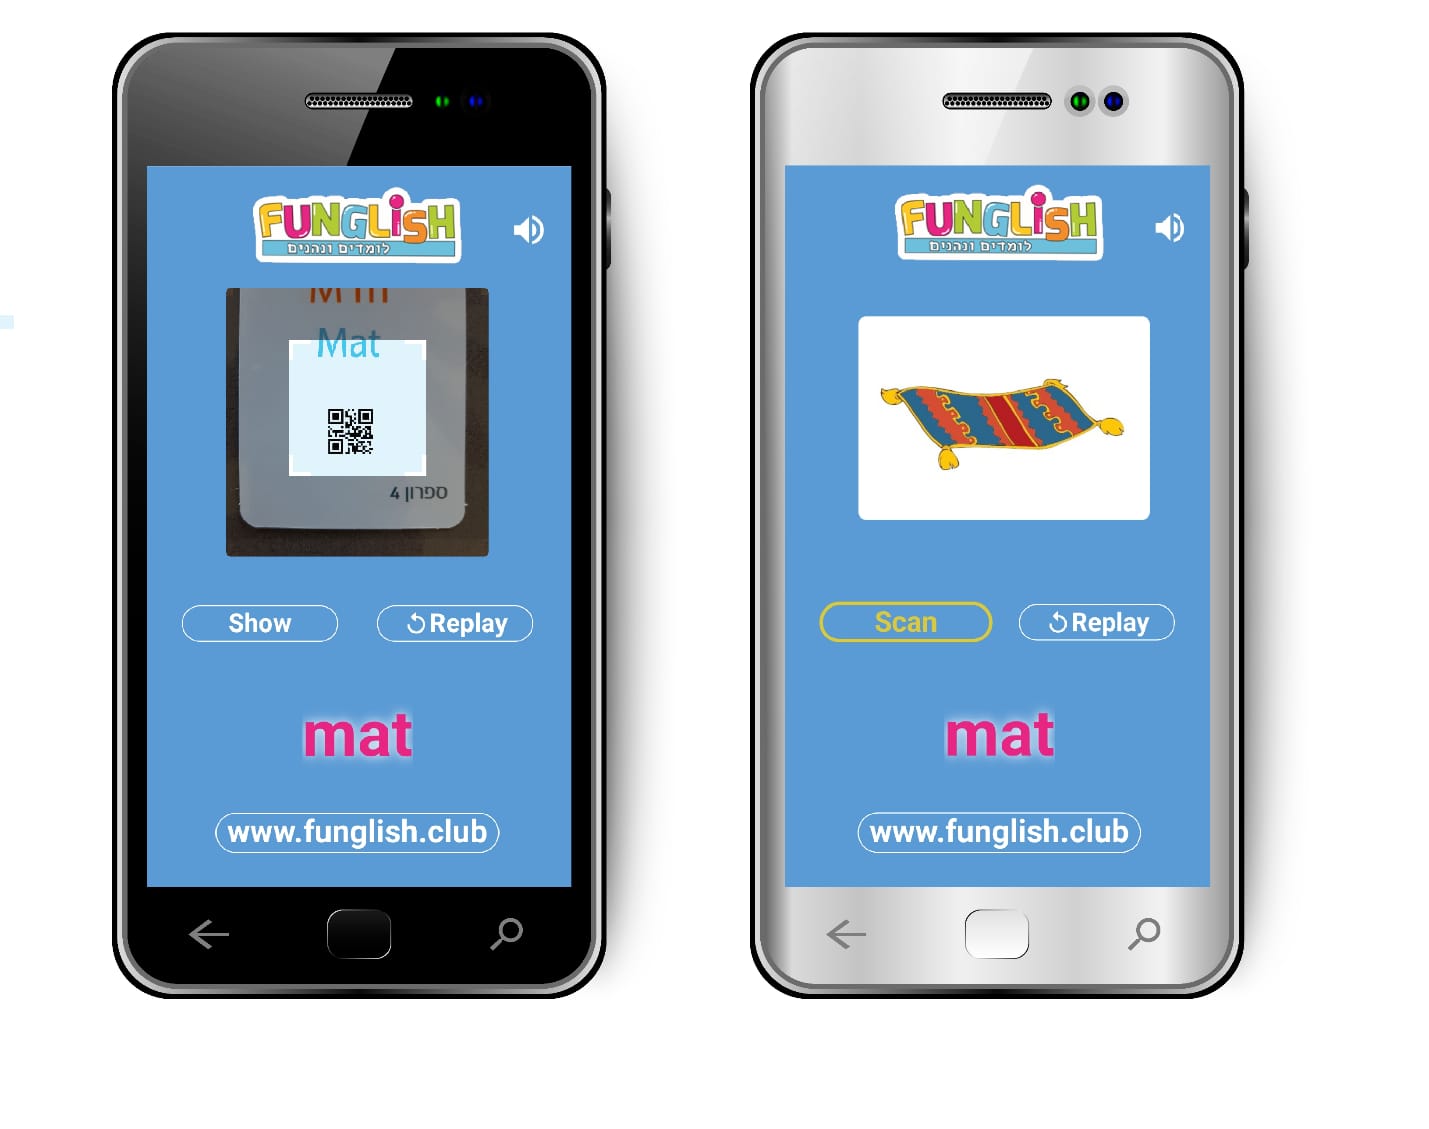 FUNGLiSH
לומדים ונהנים
M m
Mat
ספרון 4
Show
Replay
mat
www.funglish.club
FUNGLiSH
לומדים ונהנים
Scan
Replay
mat
www.funglish.club